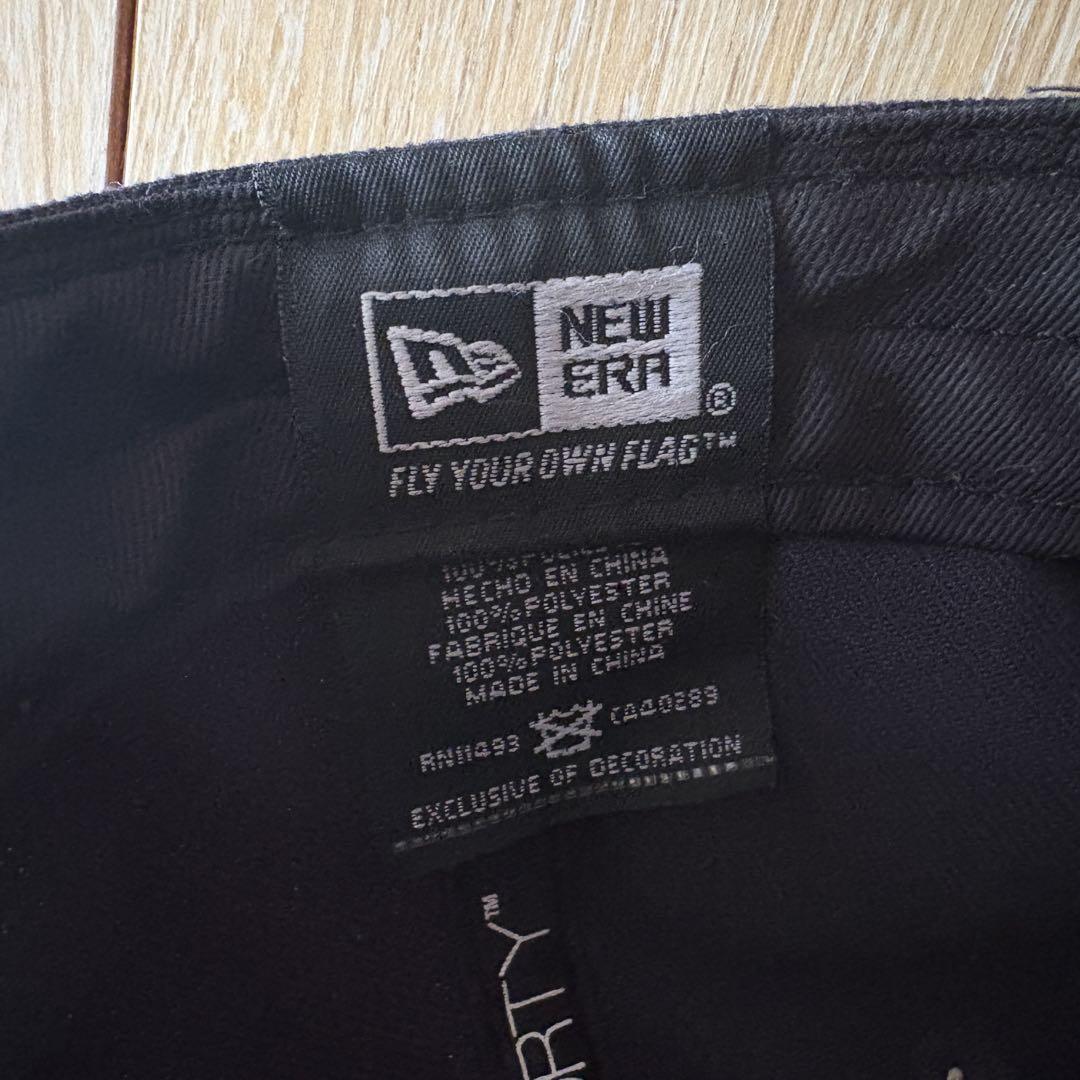 NEW
ERA
®
FLY YOUR OWN FLAG™
HECHO EN CHINA
100% POLYESTER
FABRIQUE EN CHINE
100% POLYESTER
MADE IN CHINA
RN11493 CA40289
EXCLUSIVE OF DECORATION
ORTY™